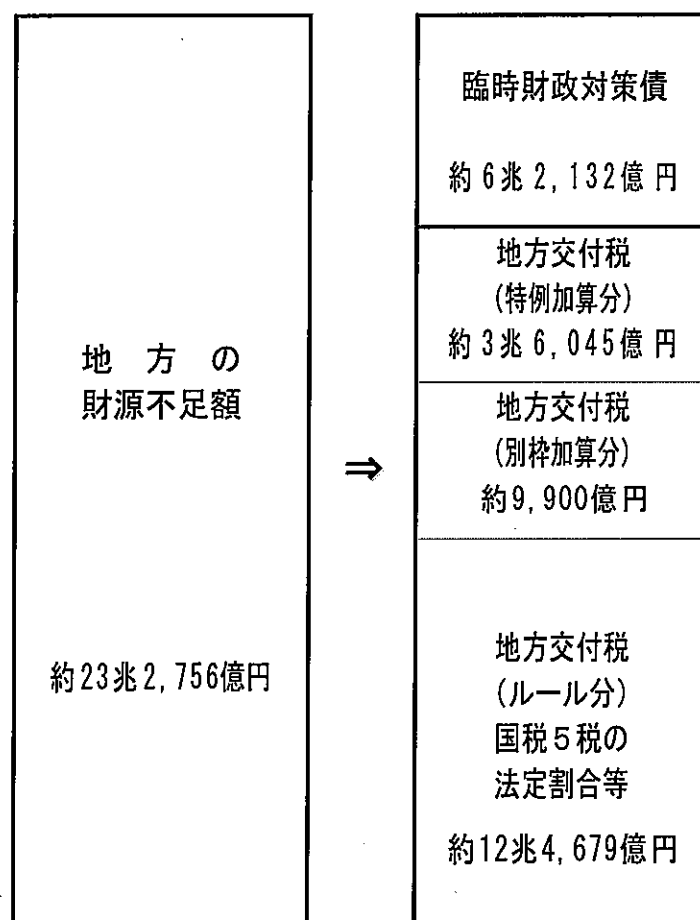 地方の
財源不足額
約23兆2,756億円
⇒
臨時財政対策債
約6兆2,132億円
地方交付税
(特例加算分)
約3兆6,045億円
地方交付税
(別枠加算分)
約9,900億円
地方交付税
(ルール分)
国税5税の
法定割合等
約12兆4,679億円